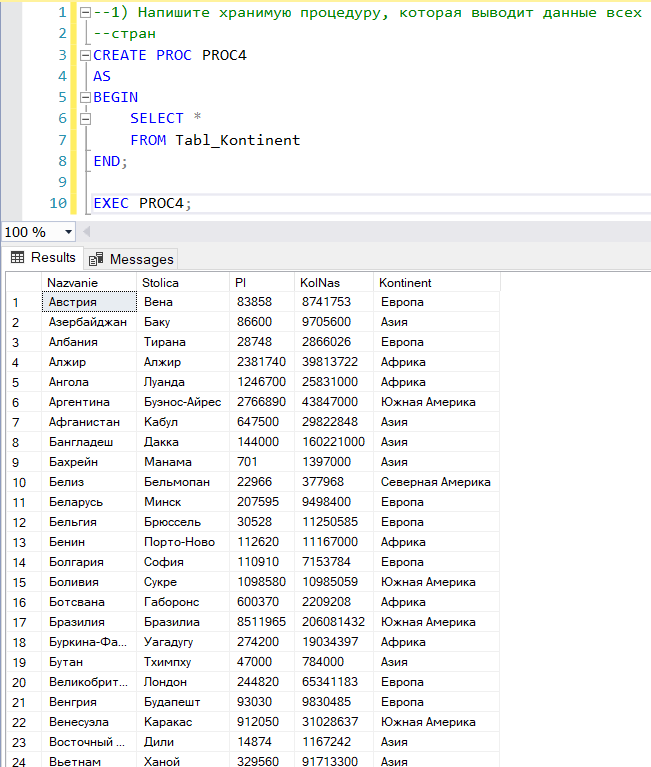 1 --1) Напишите хранимую процедуру, которая выводит данные всех
2 --стран
3 CREATE PROC PROC4
4 AS
5 BEGIN
6 SELECT *
7 FROM Tabl_Kontinent
8 END;
9
10 EXEC PROC4;
100 %
Results Messages
Nazvanie Stolica Pl KolNas Kontinent
1 Австрия Вена 83858 8741753 Европа
2 Азербайджан Баку 86600 9705600 Азия
3 Албания Тирана 28748 2866026 Европа
4 Алжир Алжир 2381740 39813722 Африка
5 Ангола Луанда 1246700 25831000 Африка
6 Аргентина Буэнос-Айрес 2766890 43847000 Южная Америка
7 Афганистан Кабул 647500 29822848 Азия
8 Бангладеш Дакка 144000 160221000 Азия
9 Бахрейн Манама 701 1397000 Азия
10 Белиз Бельмопан 22966 377968 Северная Америка
11 Беларусь Минск 207595 9498400 Европа
12 Бельгия Брюссель 30528 11250585 Европа
13 Бенин Порто-Ново 112620 11167000 Африка
14 Болгария София 110910 7153784 Европа
15 Боливия Сукре 1098580 10985059 Южная Америка
16 Ботсвана Габоронс 600370 2209208 Африка
17 Бразилия Бразилиа 8511965 206081432 Южная Америка
18 Буркина-Фа... Уагадугу 274200 19034397 Африка
19 Бутан Тхимпху 47000 784000 Азия
20 Великобрит... Лондон 244820 65341183 Европа
21 Венгрия Будапешт 93030 9830485 Европа
22 Венесуэла Каракас 912050 31028637 Южная Америка
23 Восточный ... Дили 14874 1167242 Азия
24 Вьетнам Ханой 329560 91713300 Азия